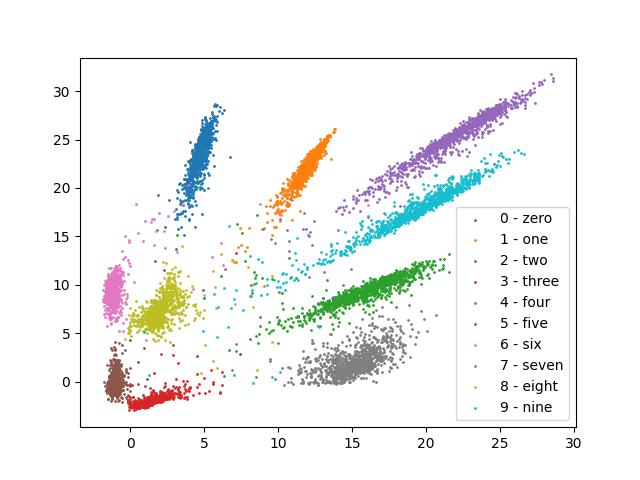 30
25
20
15
10
5
0
0 - zero
1 - one
2 - two
3 - three
4 - four
5 - five
6 - six
7 - seven
8 - eight
9 - nine
0 5 10 15 20 25 30